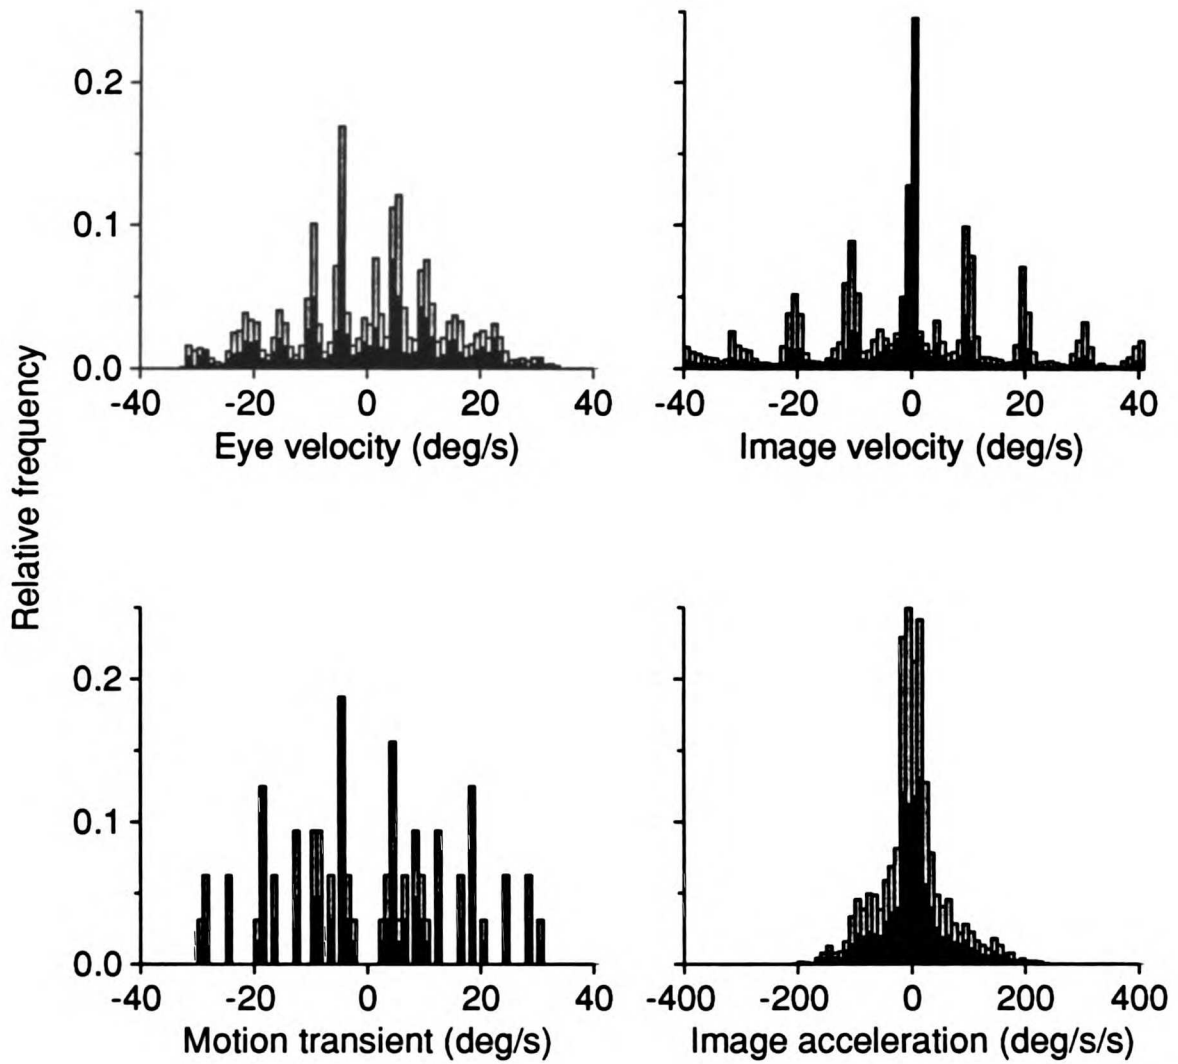 Relative frequency
0.2
0.1
0.0
-40 -20 0 20 40
Eye velocity (deg/s)
-40 -20 0 20 40
Image velocity (deg/s)
0.2
0.1
0.0
-40 -20 0 20 40
Motion transient (deg/s)
-400 -200 0 200 400
Image acceleration (deg/s/s)